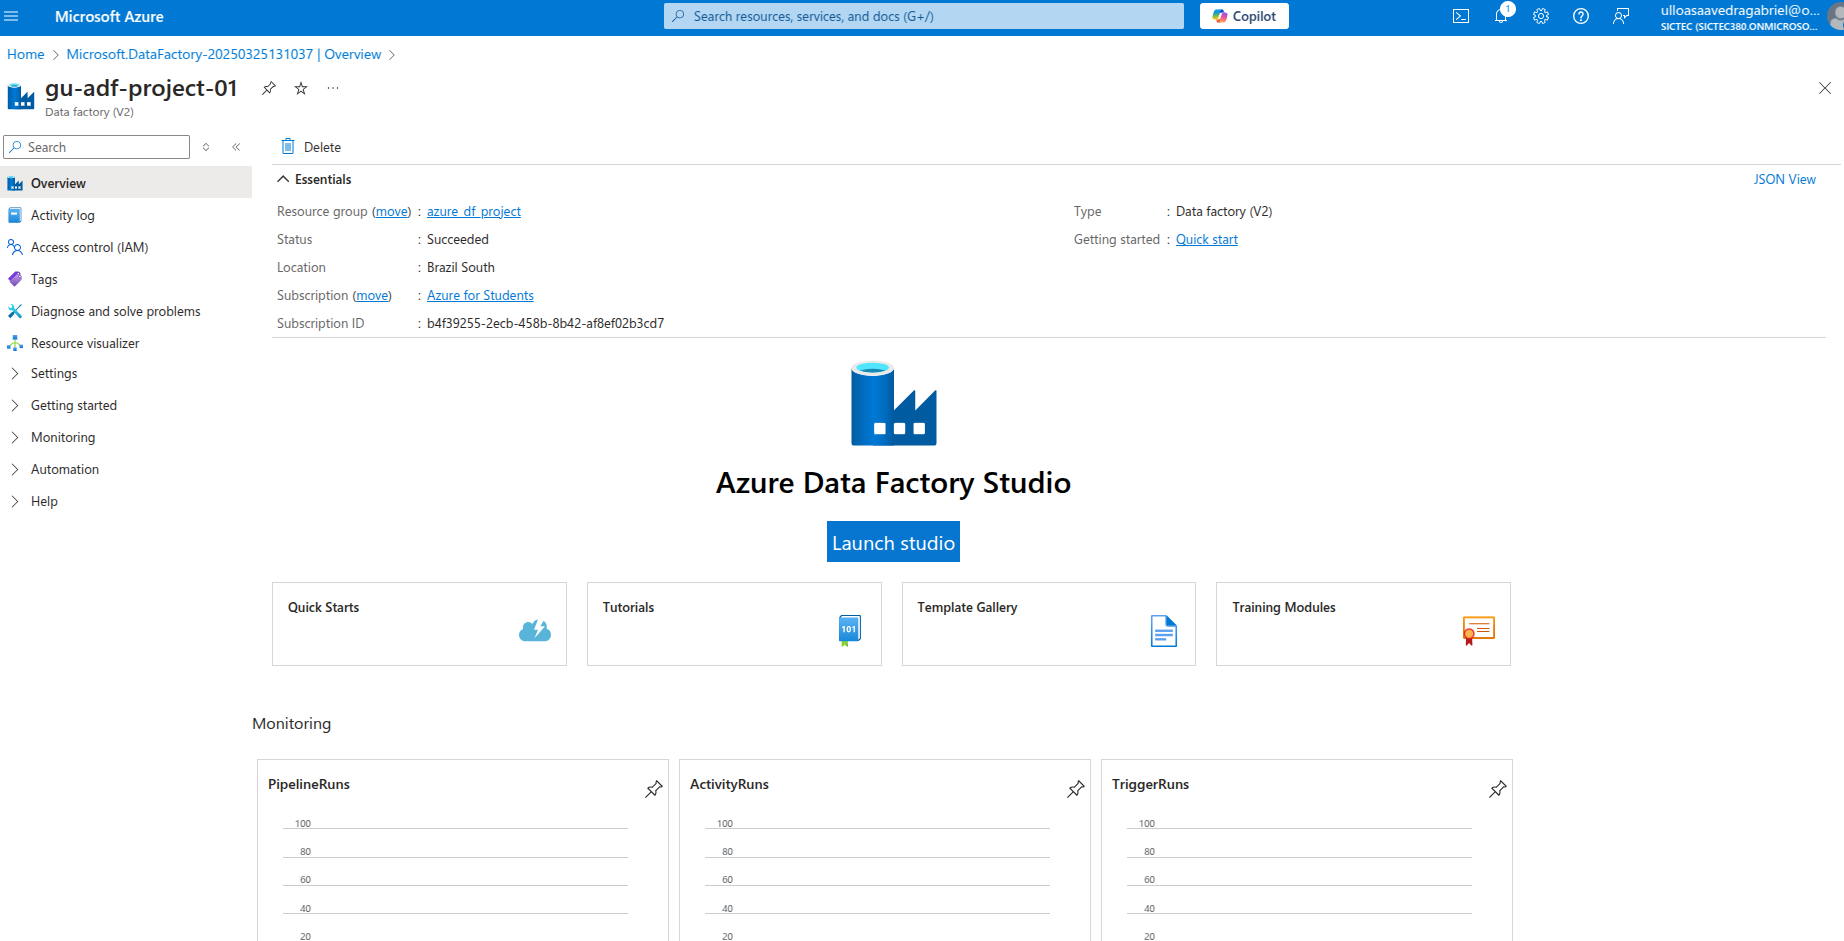 Microsoft Azure
Search resources, services, and docs (G+/)
Copilot
1
ulloasaavedragabriel@o...
SICTEC (SICTEC380.ONMICROSO...
Home > Microsoft.DataFactory-20250325131037 | Overview >
gu-adf-project-01
Data factory (V2)
Search
Delete
Overview
Activity log
Access control (IAM)
Tags
Diagnose and solve problems
Resource visualizer
Settings
Getting started
Monitoring
Automation
Help
Essentials
JSON View
Resource group (move) : azure_df_project
Status : Succeeded
Location : Brazil South
Subscription (move) : Azure for Students
Subscription ID : b4f39255-2ecb-458b-8b42-af8ef02b3cd7
Type : Data factory (V2)
Getting started : Quick start
Azure Data Factory Studio
Launch studio
Quick Starts
Tutorials
101
Template Gallery
Training Modules
Monitoring
PipelineRuns
100
80
60
40
20
ActivityRuns
100
80
60
40
20
TriggerRuns
100
80
60
40
20